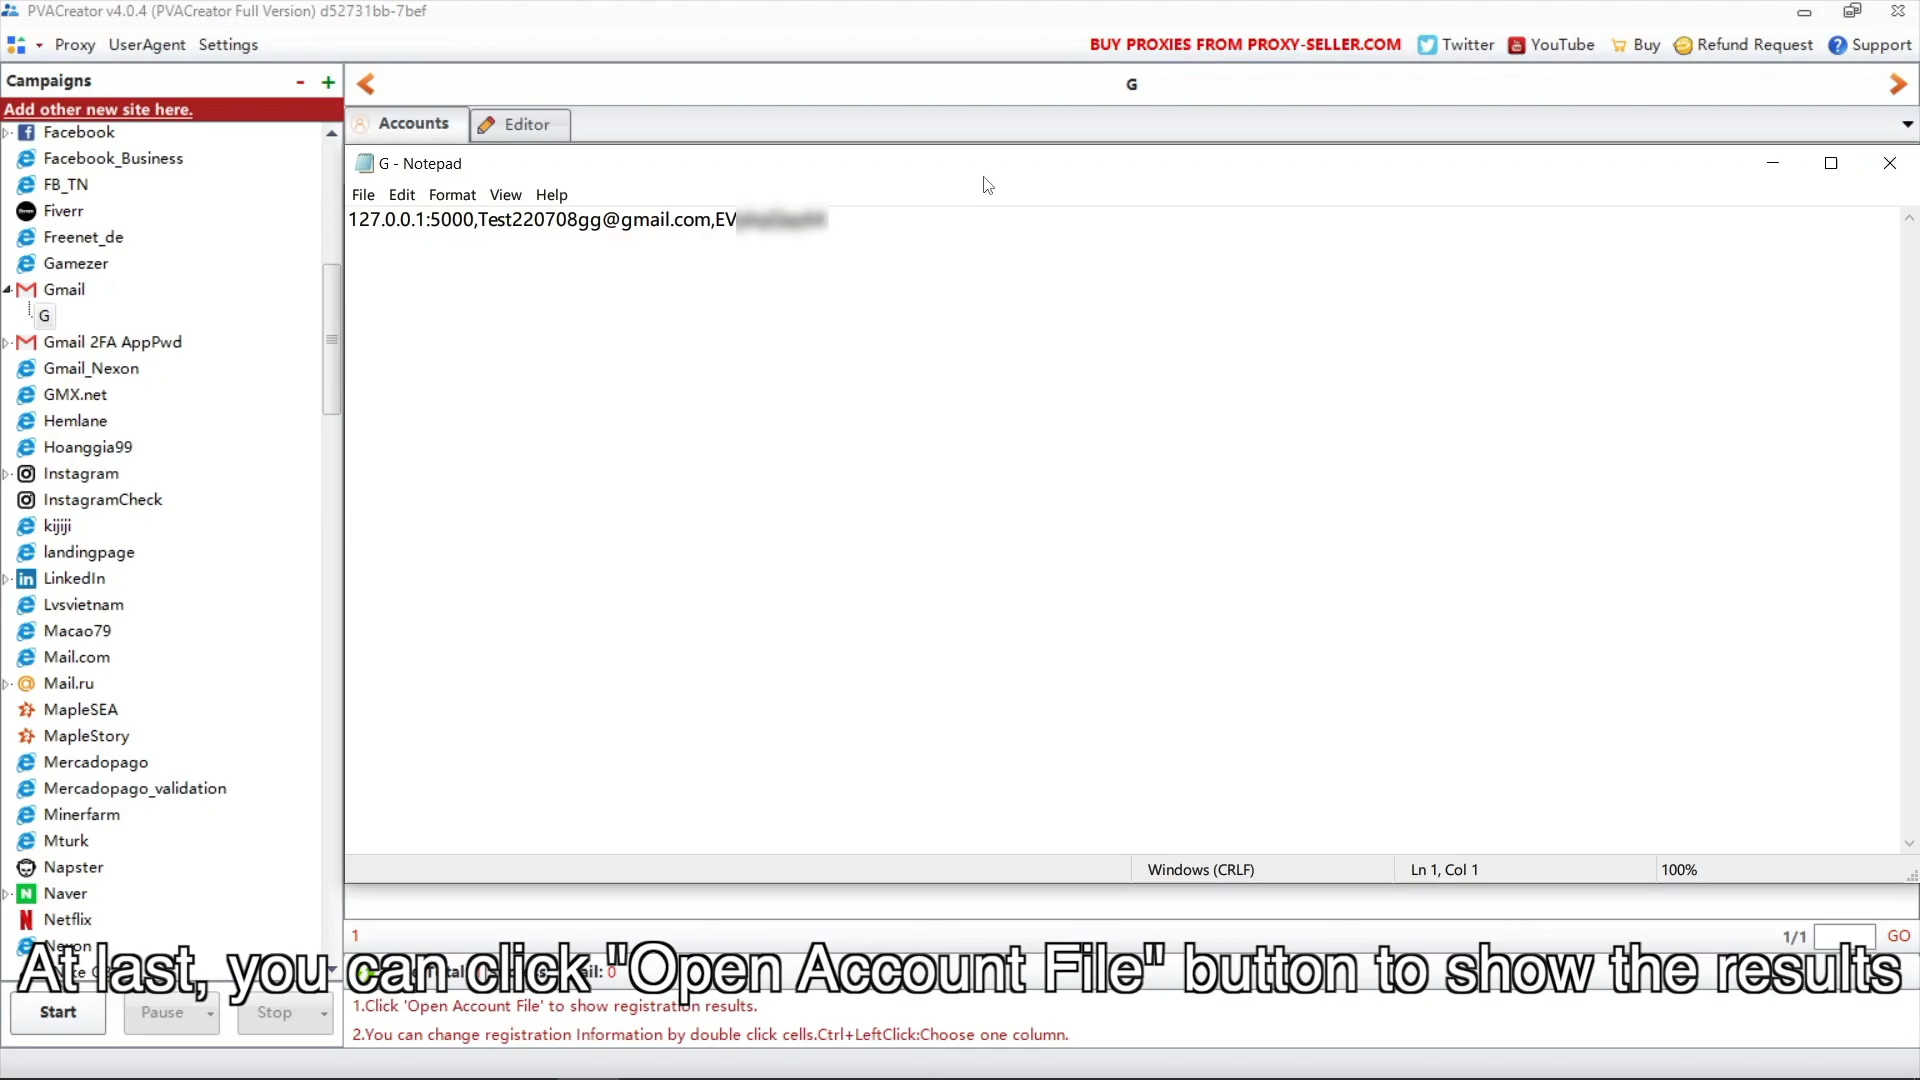 PVACreator v4.0.4 (PVACreator Full Version) d52731bb-7bef
Proxy UserAgent Settings BUY PROXIES FROM PROXY-SELLER.COM Twitter YouTube Buy Refund Request Support
Campaigns - +
G
Add other new site here.
Accounts Editor
Facebook
Facebook_Business
FB_TN
Fiverr
Freenet_de
Gamezer
Gmail
G
Gmail 2FA AppPwd
Gmail_Nexon
GMX.net
Hemlane
Hoanggia99
Instagram
InstagramCheck
kijiji
landingpage
LinkedIn
Lvsvietnam
Macao79
Mail.com
Mail.ru
MapleSEA
MapleStory
Mercadopago
Mercadopago_validation
Minerfarm
Mturk
Napster
Naver
Netflix
Nexon
G - Notepad
File Edit Format View Help
127.0.0.1:5000,Test220708gg@gmail.com,EV
Windows (CRLF) Ln 1, Col 1 100%
1 1/1 GO
At last, you can click "Open Account File" button to show the results
Start Pause Stop
1.Click 'Open Account File' to show registration results.
2.You can change registration Information by double click cells.Ctrl+LeftClick:Choose one column.